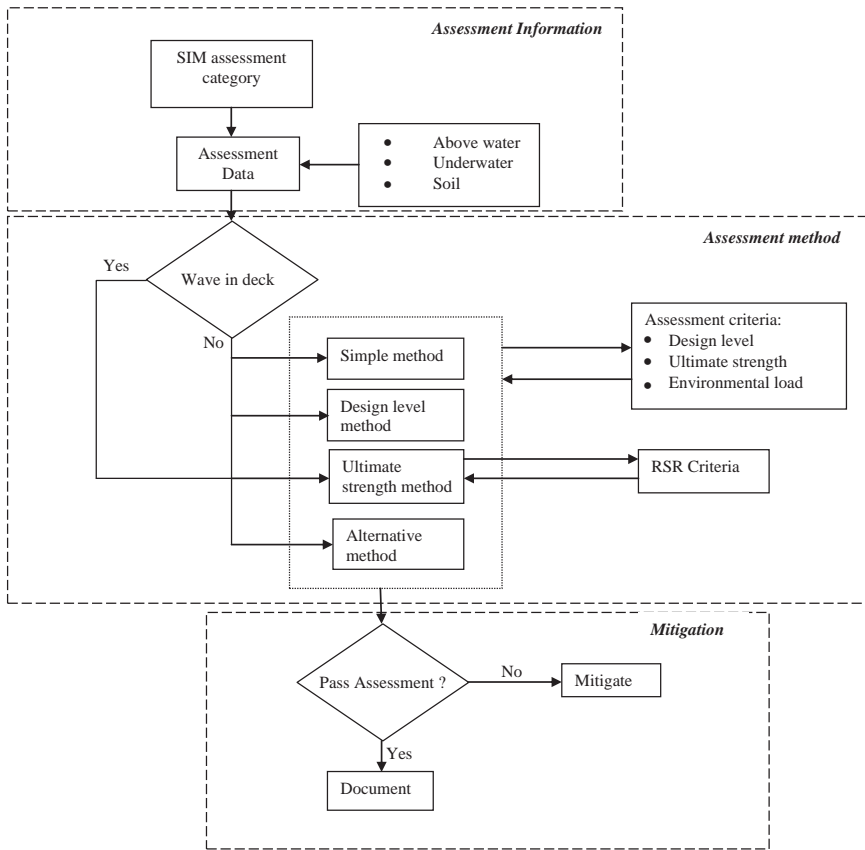 Assessment Information
SIM assessment
category
Assessment
Data
• Above water
• Underwater
• Soil
Assessment method
Yes
Wave in deck
No
Simple method
Design level
method
Ultimate
strength method
Alternative
method
Assessment criteria:
• Design level
• Ultimate strength
• Environmental load
RSR Criteria
Mitigation
Pass Assessment ?
No
Mitigate
Yes
Document